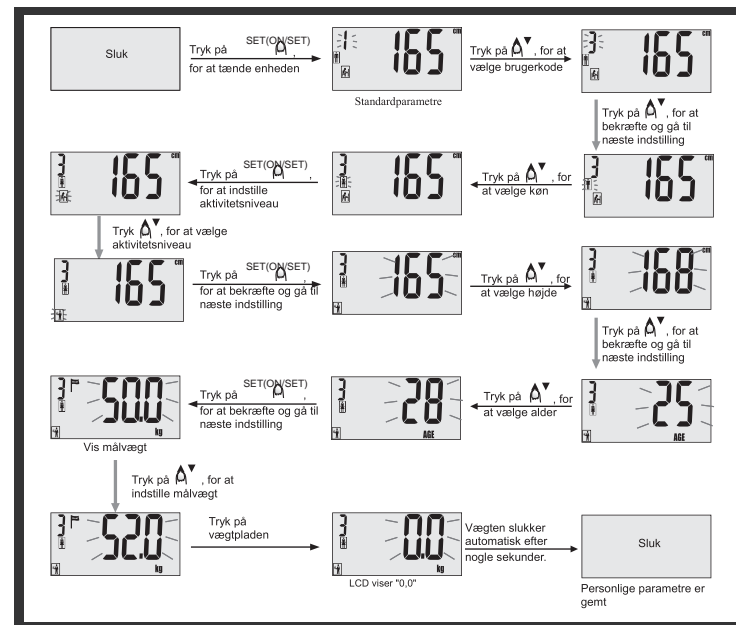 Sluk
Tryk på SET(ON/SET) ,
for at tænde enheden
1 165 cm
Standardparametre
Tryk på ▼, for at
vælge brugerkode
3 165 cm
Tryk på ▼, for at
bekræfte og gå til
næste indstilling
3 165 cm
Tryk på ▼, for
at vælge køn
3 165 cm
Tryk på SET(ON/SET) ,
for at indstille
aktivitetsniveau
3 165 cm
Tryk ▼, for at vælge
aktivitetsniveau
3 165 cm
Tryk på SET(ON/SET) ,
for at bekræfte og gå til
næste indstilling
3 165 cm
Tryk på ▼, for
at vælge højde
3 168 cm
Tryk på ▼, for at
bekræfte og gå til
næste indstilling
3 25
AGE
Tryk på ▼, for
at vælge alder
3 28
AGE
Tryk på SET(ON/SET) ,
for at bekræfte og gå til
næste indstilling
3 50.0
kg
Vis målvægt
Tryk på ▼, for at
indstille målvægt
3 52.0
kg
Tryk på
vægtpladen
3 0.0
kg
LCD viser "0,0"
Vægten slukker
automatisk efter
nogle sekunder.
Sluk
Personlige parametre er
gemt